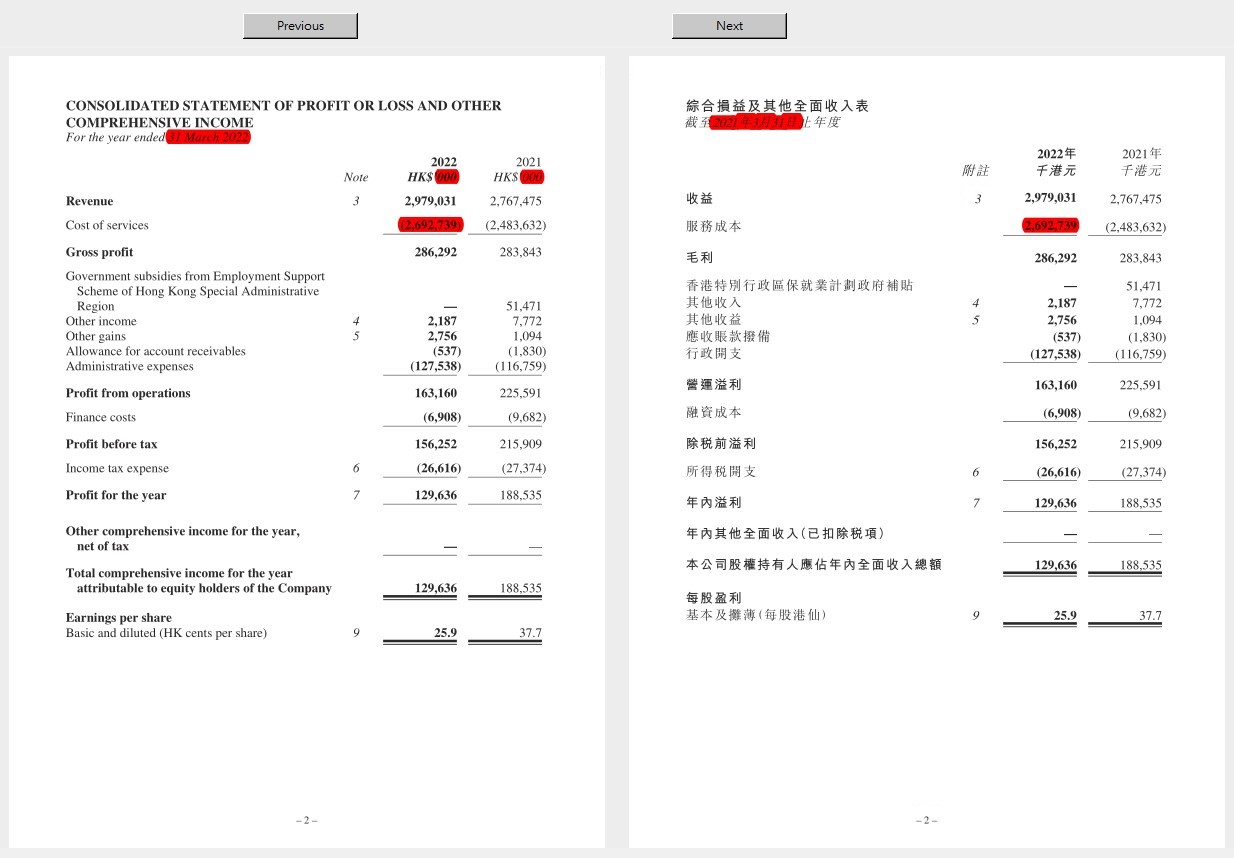 Previous
Next
CONSOLIDATED STATEMENT OF PROFIT OR LOSS AND OTHER
COMPREHENSIVE INCOME
For the year ended 31 March 2022
2022 2021
Note HK$'000 HK$'000
Revenue 3 2,979,031 2,767,475
Cost of services (2,692,739) (2,483,632)
Gross profit 286,292 283,843
Government subsidies from Employment Support
Scheme of Hong Kong Special Administrative
Region — 51,471
Other income 4 2,187 7,772
Other gains 5 2,756 1,094
Allowance for account receivables (537) (1,830)
Administrative expenses (127,538) (116,759)
Profit from operations 163,160 225,591
Finance costs (6,908) (9,682)
Profit before tax 156,252 215,909
Income tax expense 6 (26,616) (27,374)
Profit for the year 7 129,636 188,535
Other comprehensive income for the year,
net of tax — —
Total comprehensive income for the year
attributable to equity holders of the Company 129,636 188,535
Earnings per share
Basic and diluted (HK cents per share) 9 25.9 37.7
– 2 –
綜合損益及其他全面收入表
截至2021年3月31日止年度
2022年 2021年
附註 千港元 千港元
收益 3 2,979,031 2,767,475
服務成本 2,692,739 (2,483,632)
毛利 286,292 283,843
香港特別行政區保就業計劃政府補貼 — 51,471
其他收入 4 2,187 7,772
其他收益 5 2,756 1,094
應收賬款撥備 (537) (1,830)
行政開支 (127,538) (116,759)
營運溢利 163,160 225,591
融資成本 (6,908) (9,682)
除税前溢利 156,252 215,909
所得税開支 6 (26,616) (27,374)
年內溢利 7 129,636 188,535
年內其他全面收入(已扣除税項) — —
本公司股權持有人應佔年內全面收入總額 129,636 188,535
每股盈利
基本及攤薄(每股港仙) 9 25.9 37.7
– 2 –